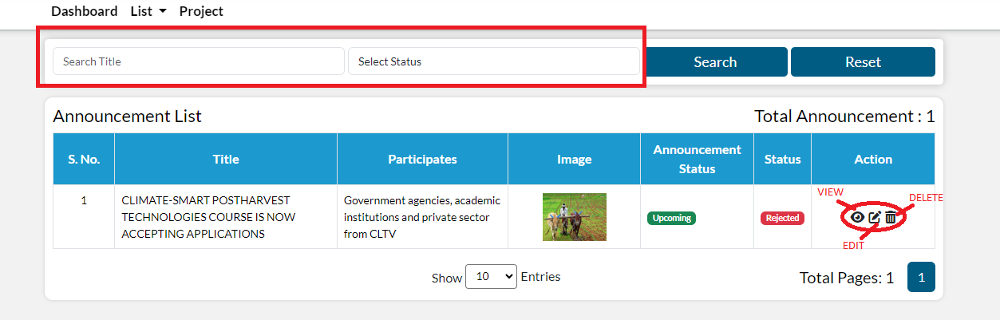 Dashboard List Project
Search Title Select Status Search Reset
Announcement List Total Announcement : 1
S. No. Title Participates Image Announcement Status Status Action
1 CLIMATE-SMART POSTHARVEST Government agencies, academic VIEW DELETE
TECHNOLOGIES COURSE IS NOW institutions and private sector Upcoming Rejected
ACCEPTING APPLICATIONS from CLTV
EDIT
Show 10 Entries Total Pages: 1 1